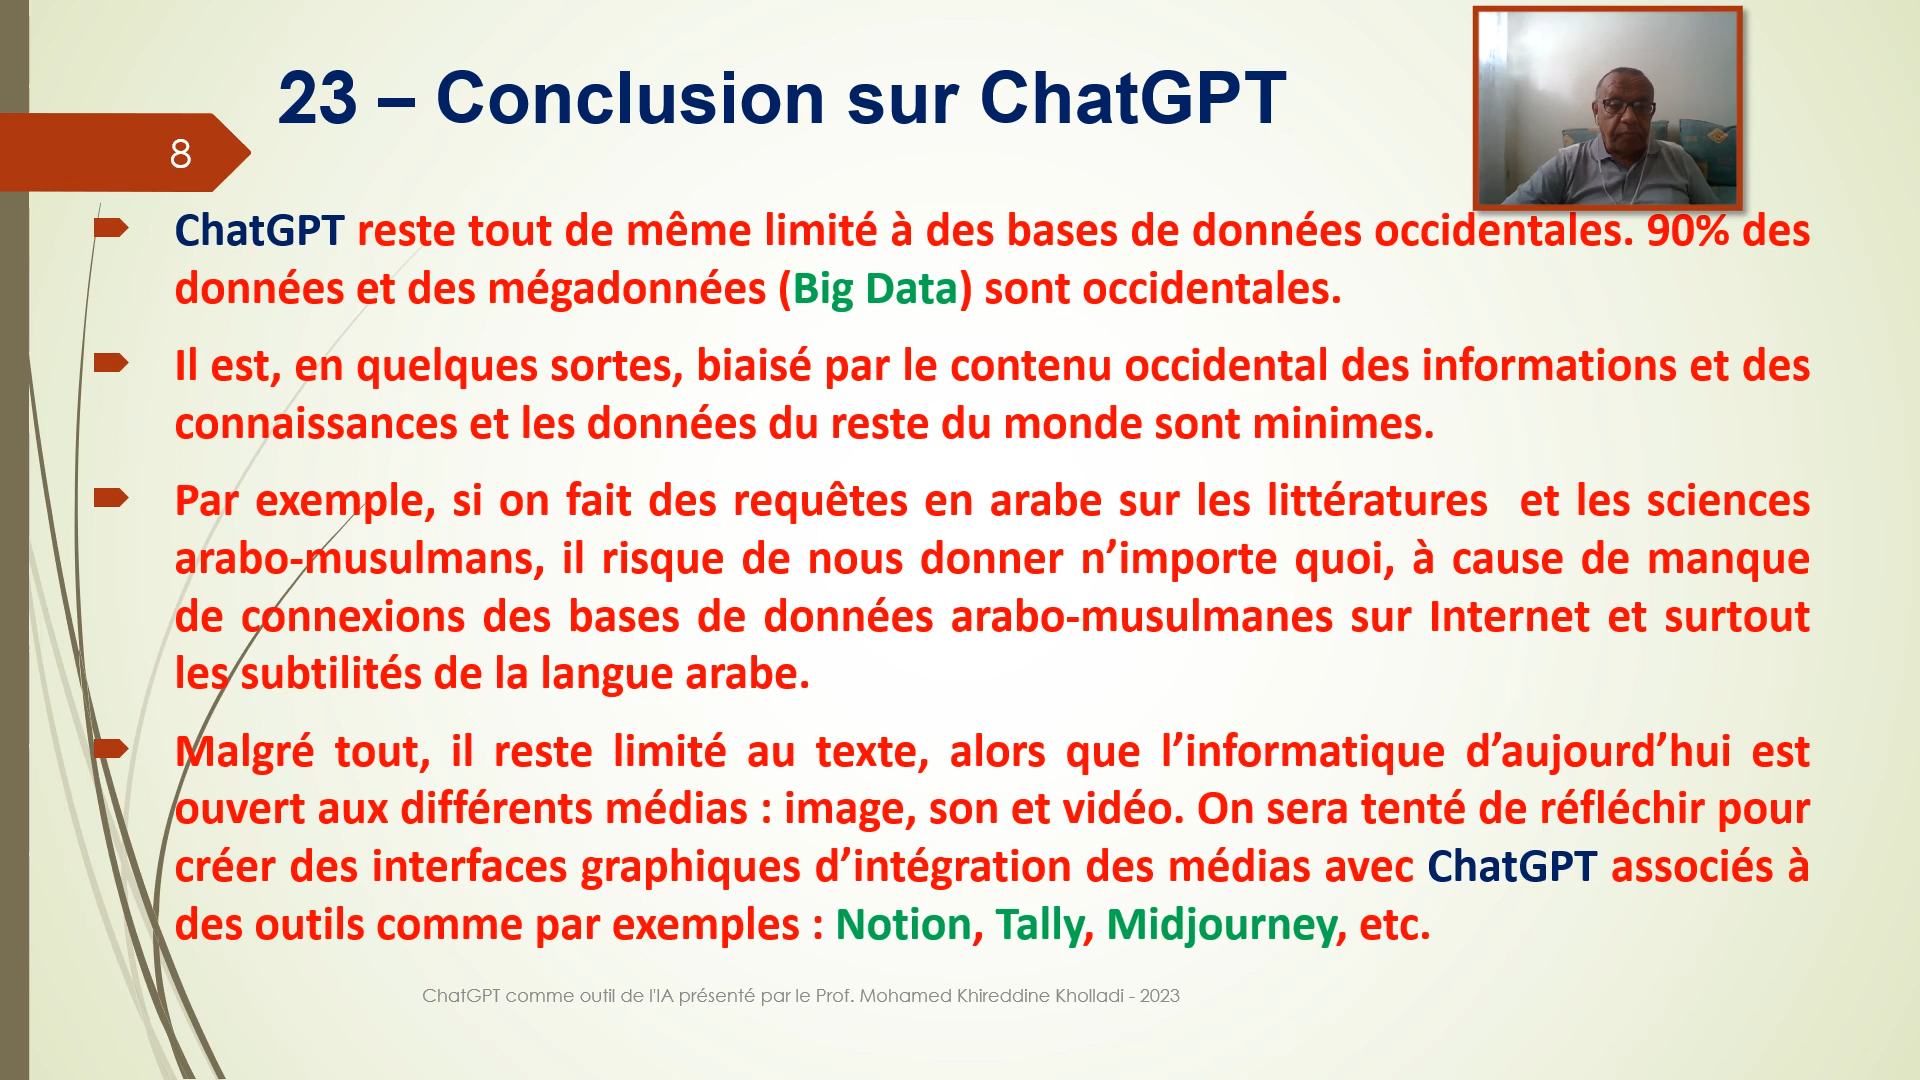 23 – Conclusion sur ChatGPT
8
ChatGPT reste tout de même limité à des bases de données occidentales. 90% des
données et des mégadonnées (Big Data) sont occidentales.
Il est, en quelques sortes, biaisé par le contenu occidental des informations et des
connaissances et les données du reste du monde sont minimes.
Par exemple, si on fait des requêtes en arabe sur les littératures et les sciences
arabo-musulmans, il risque de nous donner n’importe quoi, à cause de manque
de connexions des bases de données arabo-musulmanes sur Internet et surtout
les subtilités de la langue arabe.
Malgré tout, il reste limité au texte, alors que l’informatique d’aujourd’hui est
ouvert aux différents médias : image, son et vidéo. On sera tenté de réfléchir pour
créer des interfaces graphiques d’intégration des médias avec ChatGPT associés à
des outils comme par exemples : Notion, Tally, Midjourney, etc.
ChatGPT comme outil de l'IA présenté par le Prof. Mohamed Khireddine Kholladi - 2023